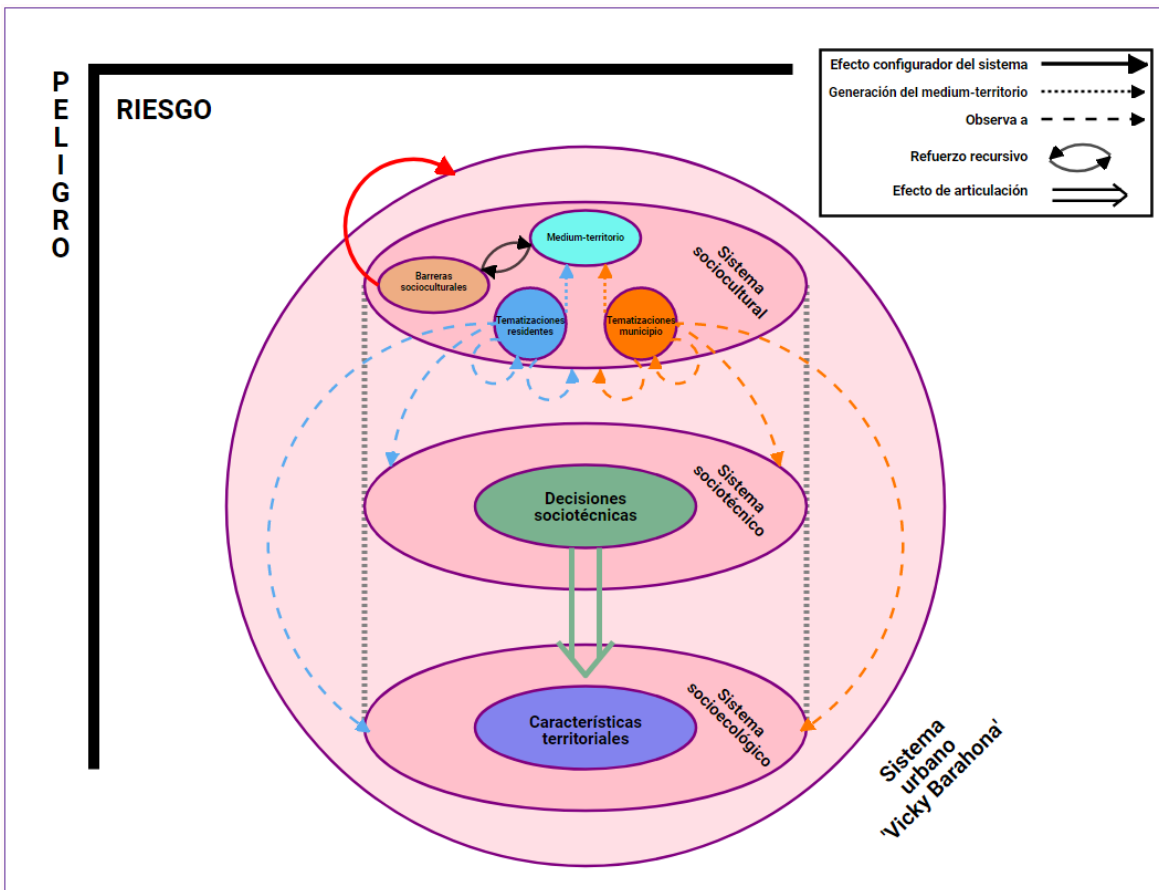 PELIGRO
RIESGO
Efecto configurador del sistema
Generación del medium-territorio
Observa a
Refuerzo recursivo
Efecto de articulación
Medium-territorio
Barreras
socioculturales
Tematizaciones
residentes
Tematizaciones
municipio
Sistema
sociocultural
Decisiones
sociotécnicas
Sistema
sociotécnico
Características
territoriales
Sistema
socioecológico
Sistema
urbano
'Vicky Barahona'